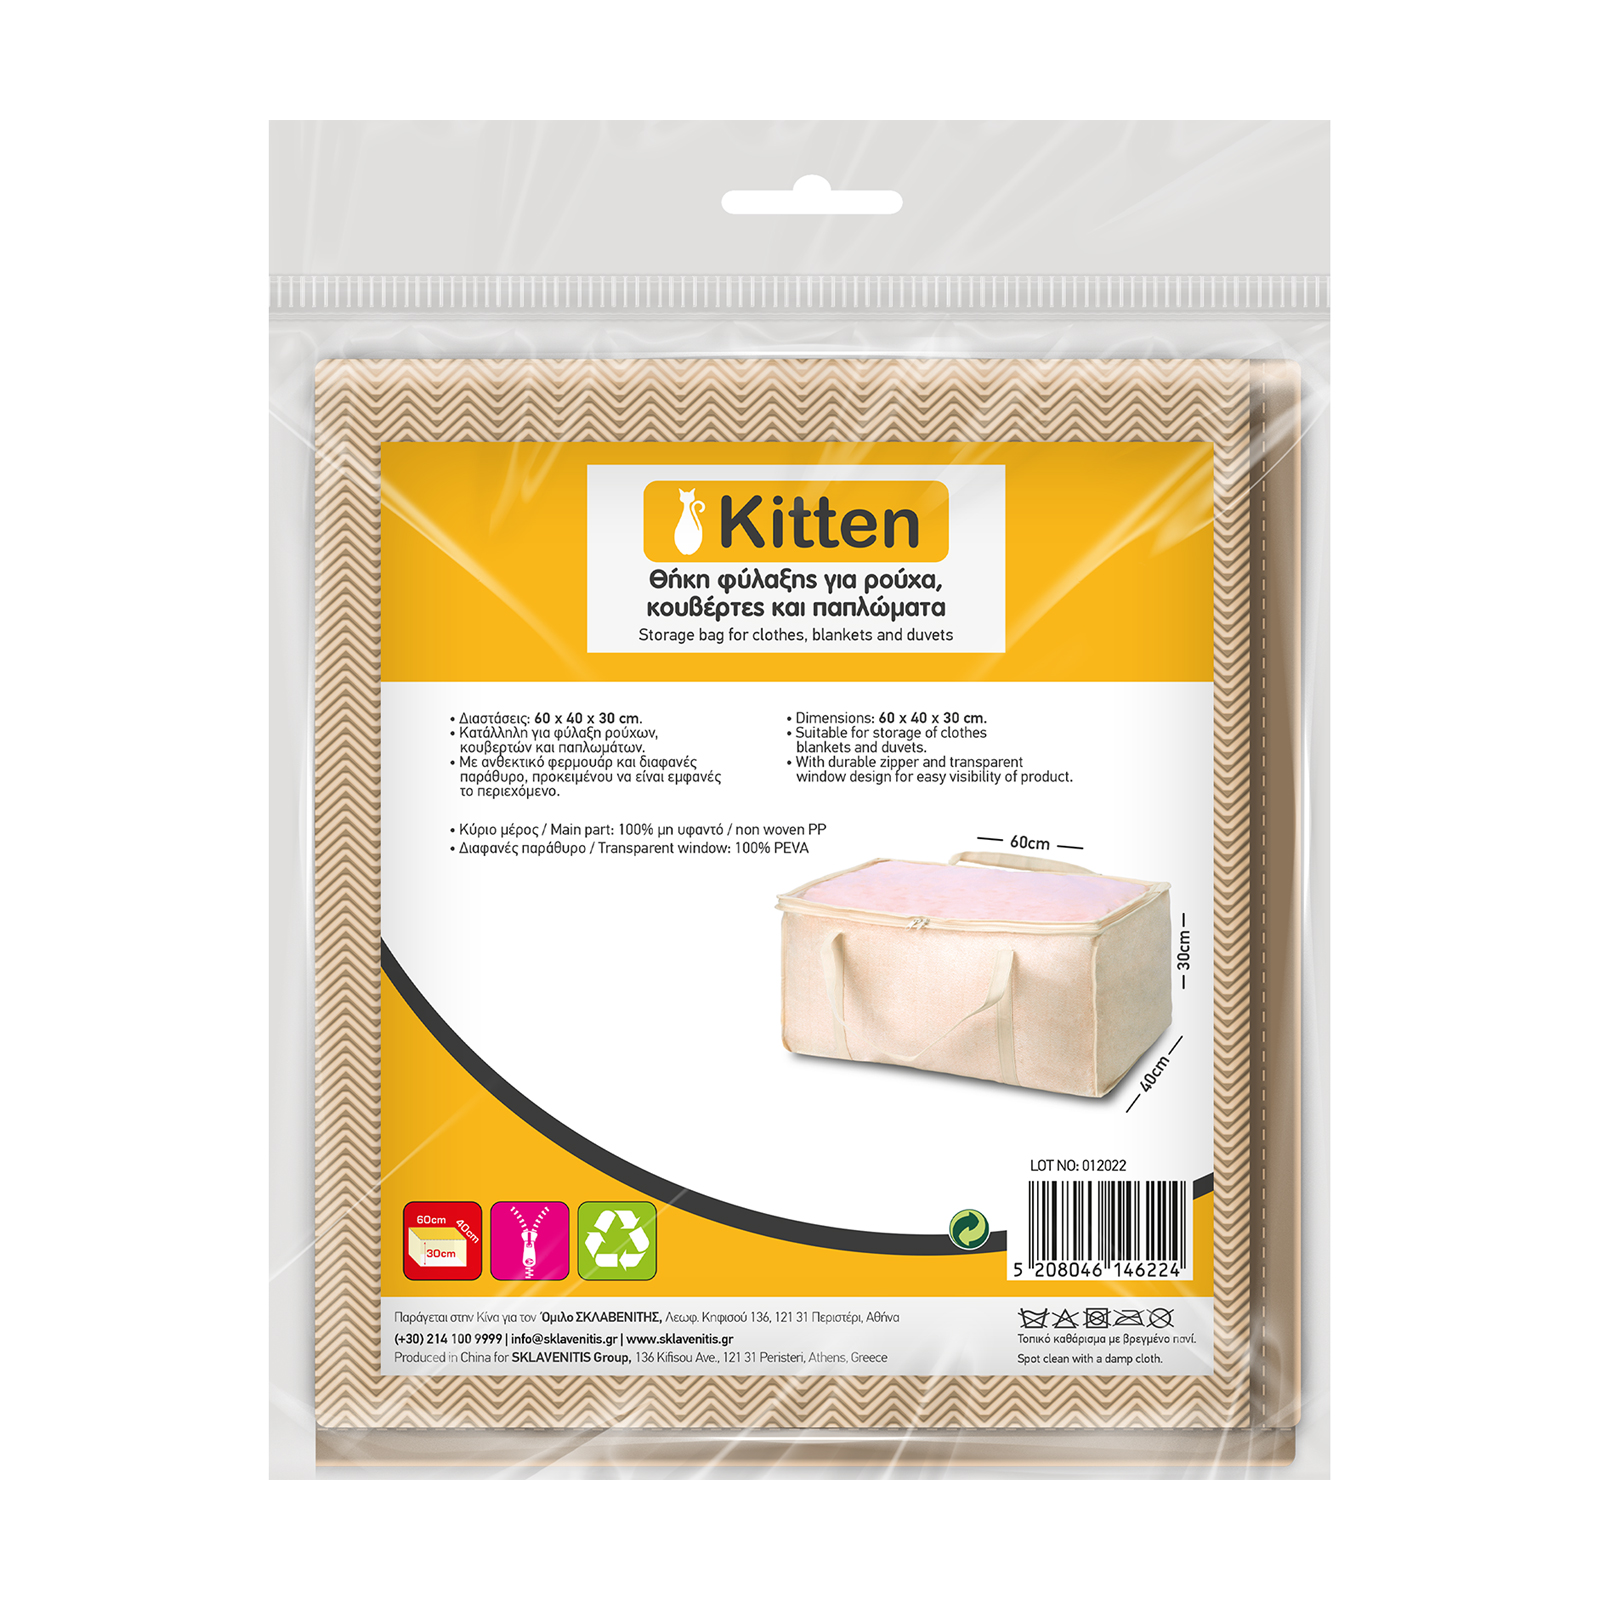 Kitten
Θήκη φύλαξης για ρούχα,
κουβέρτες και παπλώματα
Storage bag for clothes, blankets and duvets
• Διαστάσεις: 60 x 40 x 30 cm.
• Κατάλληλη για φύλαξη ρούχων,
κουβερτών και παπλωμάτων.
• Με ανθεκτικό φερμουάρ και διαφανές
παράθυρο, προκειμένου να είναι εμφανές
το περιεχόμενο.
• Dimensions: 60 x 40 x 30 cm.
• Suitable for storage of clothes
blankets and duvets.
• With durable zipper and transparent
window design for easy visibility of product.
• Κύριο μέρος / Main part: 100% μη υφαντό / non woven PP
• Διαφανές παράθυρο / Transparent window: 100% PEVA
60cm
30cm
40cm
LOT NO: 012022
5 208046 146224
60cm
40cm
30cm
Παράγεται στην Κίνα για τον Όμιλο ΣΚΛΑΒΕΝΙΤΗΣ, Λεωφ. Κηφισού 136, 121 31 Περιστέρι, Αθήνα
(+30) 214 100 9999 | info@sklavenitis.gr | www.sklavenitis.gr
Produced in China for SKLAVENITIS Group, 136 Kifisou Ave., 121 31 Peristeri, Athens, Greece
Τοπικό καθάρισμα με βρεγμένο πανί.
Spot clean with a damp cloth.